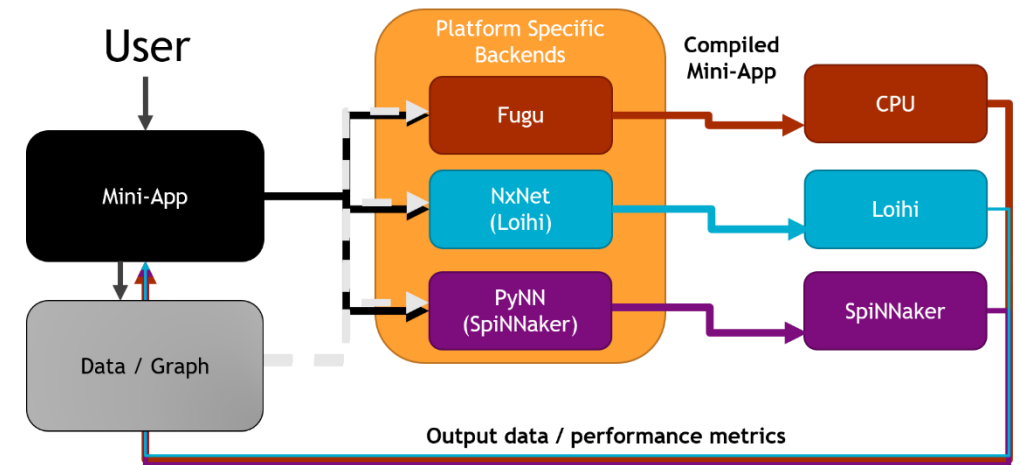 User
Mini-App
Data / Graph
Platform Specific
Backends
Fugu
NxNet
(Loihi)
PyNN
(SpiNNaker)
Compiled
Mini-App
CPU
Loihi
SpiNNaker
Output data / performance metrics